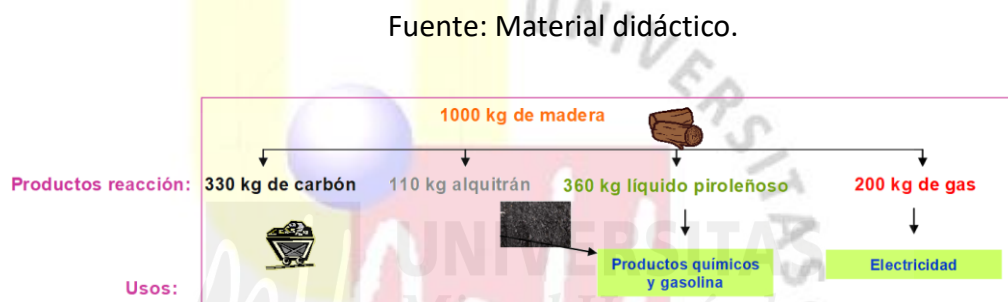 Fuente: Material didáctico.
1000 kg de madera
Productos reacción: 330 kg de carbón 110 kg alquitrán 360 kg líquido piroleñoso 200 kg de gas
Productos químicos
y gasolina
Electricidad
Usos:
UNIVERSITAS
UNIVERSITAS